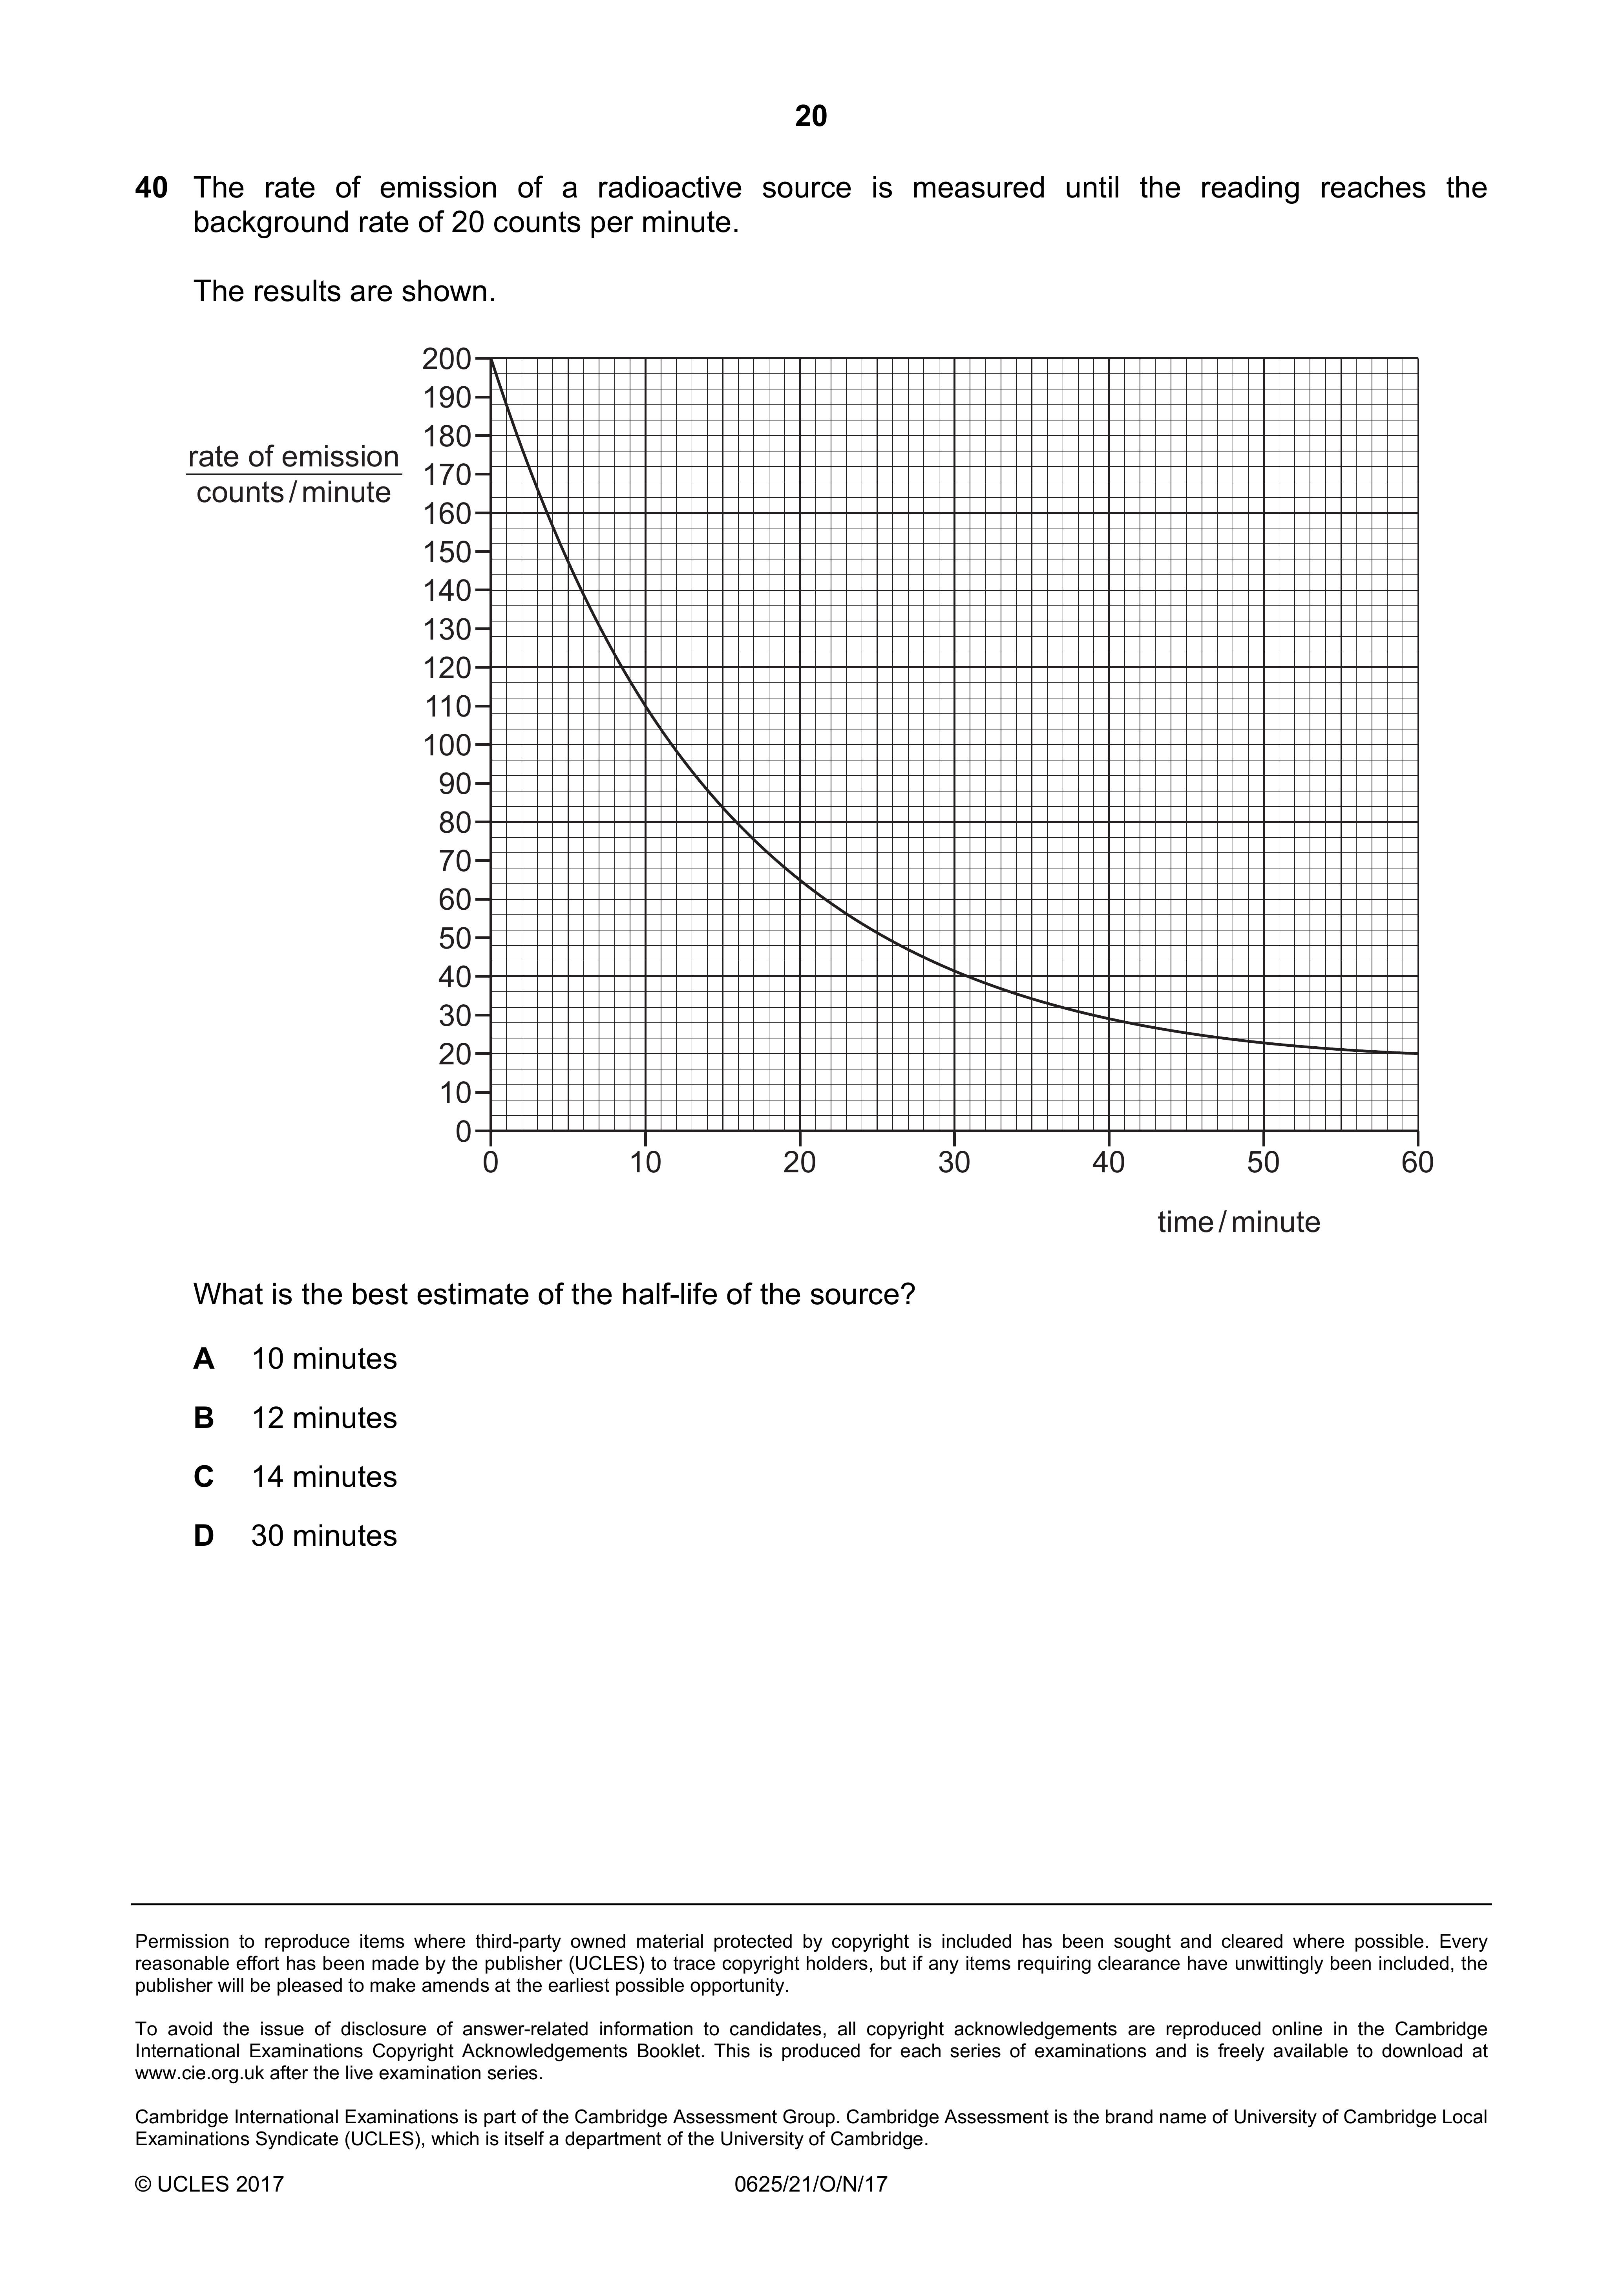 20
40 The rate of emission of a radioactive source is measured until the reading reaches the
background rate of 20 counts per minute.
The results are shown.
200
190
180
rate of emission
counts / minute
170
160
150
140
130
120
110
100
90
80
70
60
50
40
30
20
10
0
0 10 20 30 40 50 60
time / minute
What is the best estimate of the half-life of the source?
A 10 minutes
B 12 minutes
C 14 minutes
D 30 minutes
Permission to reproduce items where third-party owned material protected by copyright is included has been sought and cleared where possible. Every
reasonable effort has been made by the publisher (UCLES) to trace copyright holders, but if any items requiring clearance have unwittingly been included, the
publisher will be pleased to make amends at the earliest possible opportunity.
To avoid the issue of disclosure of answer-related information to candidates, all copyright acknowledgements are reproduced online in the Cambridge
International Examinations Copyright Acknowledgements Booklet. This is produced for each series of examinations and is freely available to download at
www.cie.org.uk after the live examination series.
Cambridge International Examinations is part of the Cambridge Assessment Group. Cambridge Assessment is the brand name of University of Cambridge Local
Examinations Syndicate (UCLES), which is itself a department of the University of Cambridge.
© UCLES 2017 0625/21/O/N/17